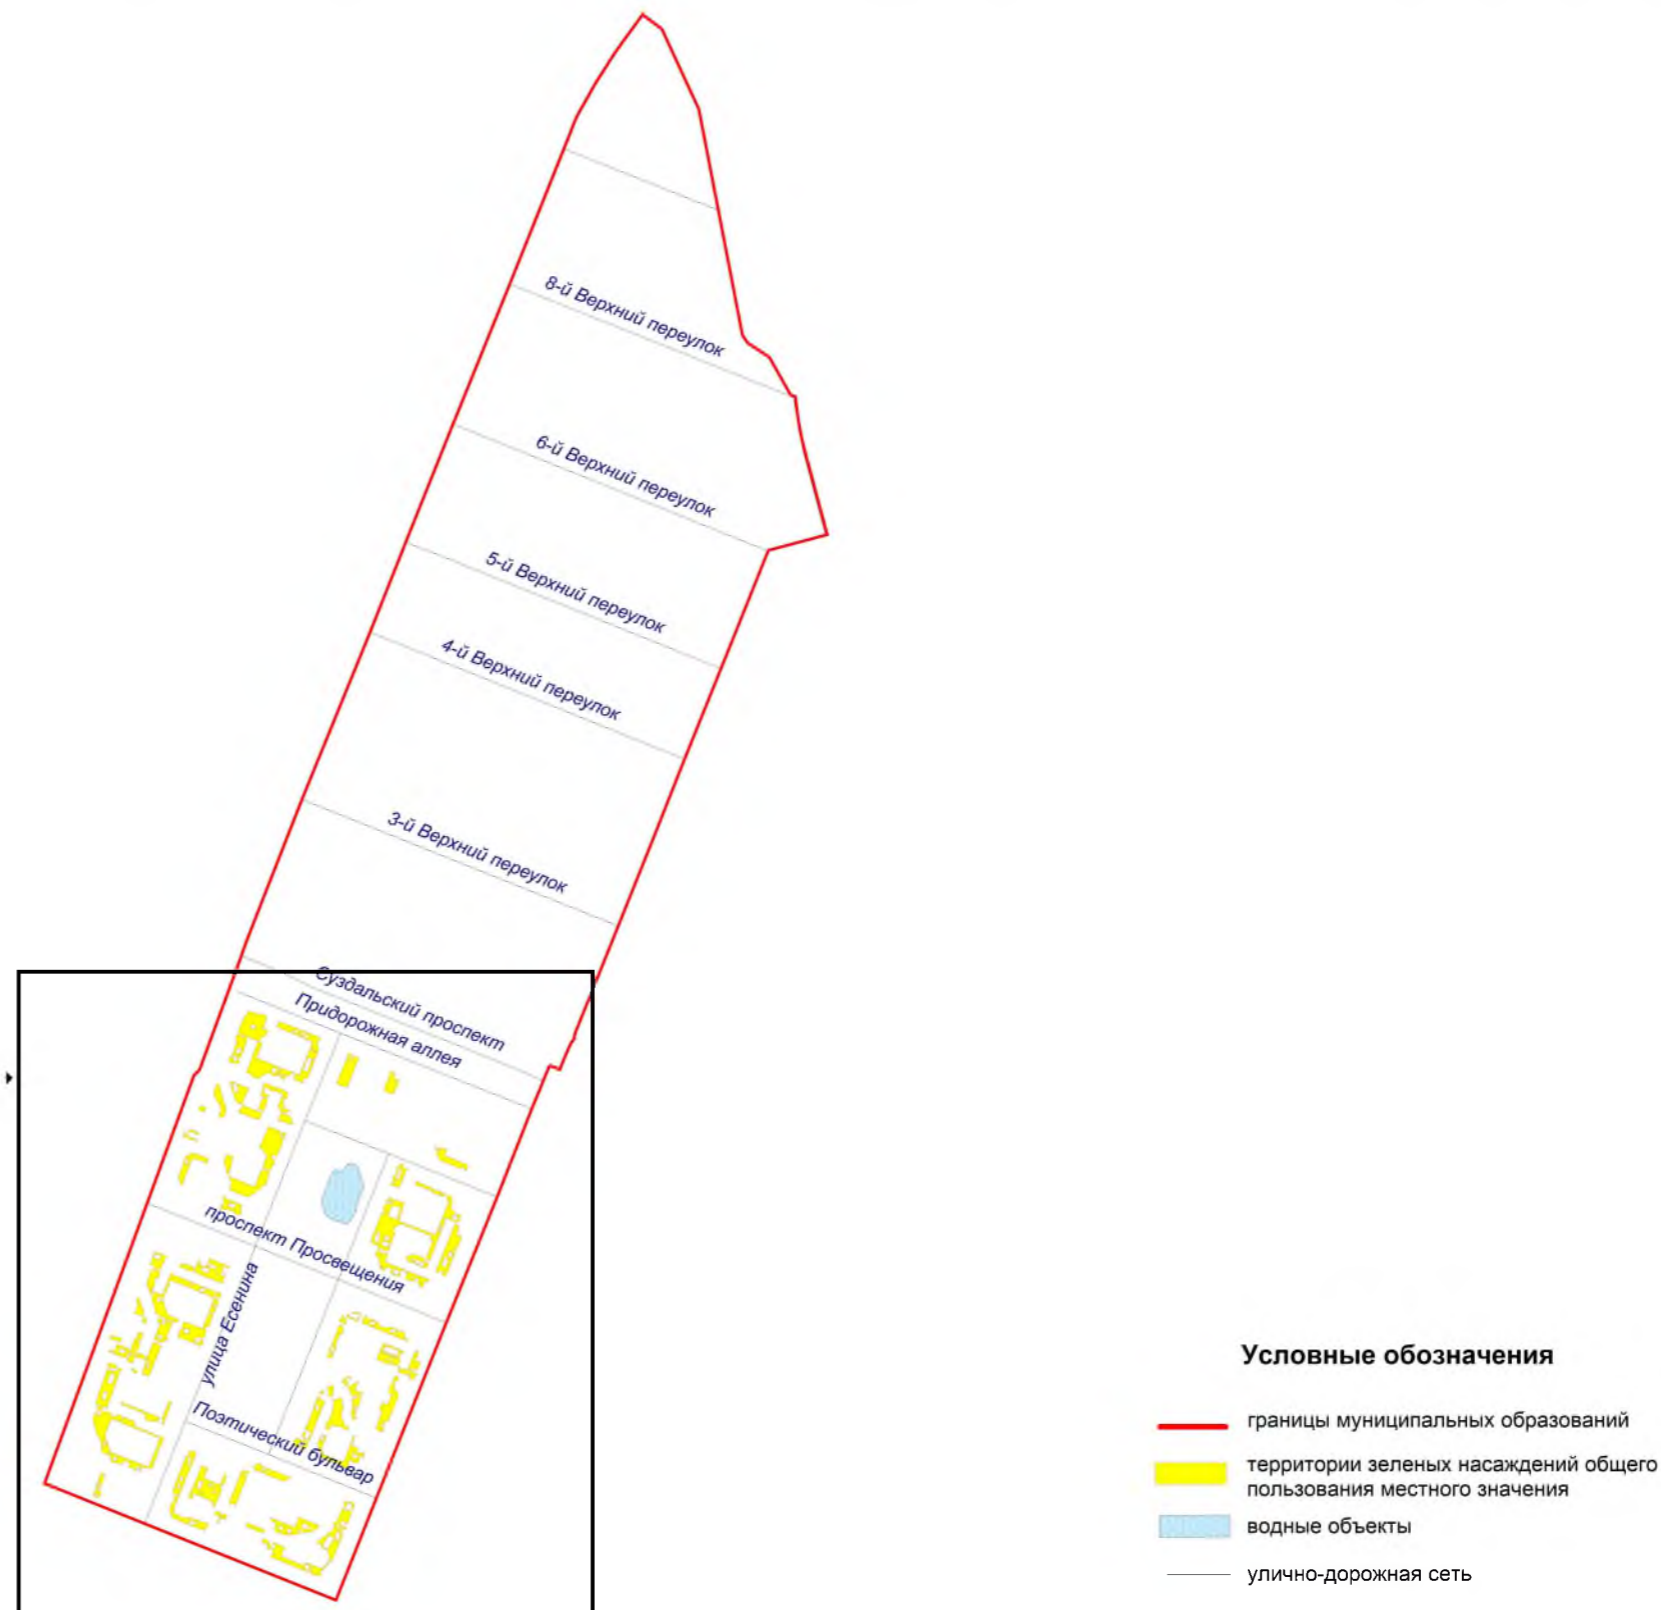 8-й Верхний переулок
6-й Верхний переулок
5-й Верхний переулок
4-й Верхний переулок
3-й Верхний переулок
Суздальский проспект
Придорожная аллея
проспект Просвещения
улица Есенина
Поэтический бульвар
Условные обозначения
границы муниципальных образований
территории зеленых насаждений общего
пользования местного значения
водные объекты
улично-дорожная сеть